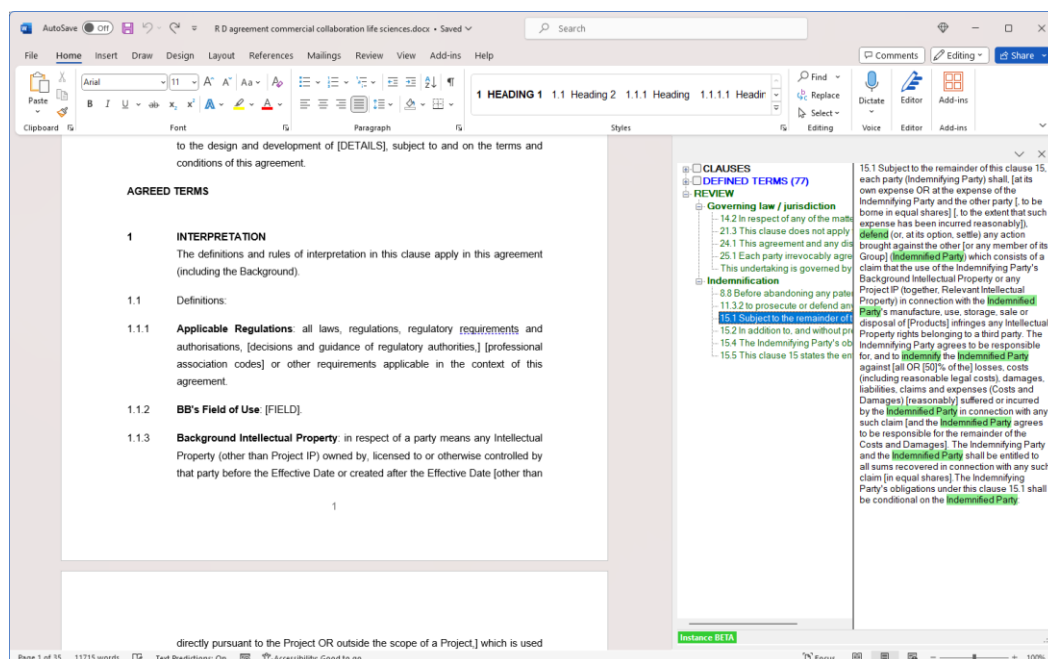 AutoSave Off R D agreement commercial collaboration life sciences.docx • Saved Search
File Home Insert Draw Design Layout References Mailings Review View Add-ins Help Comments Editing Share
Paste
Clipboard
Arial 11 A A Aa A
B I U ab x₂ x² A A
Font
Paragraph
1 HEADING 1 1.1 Heading 2 1.1.1 Heading 1.1.1.1 Headir
Styles
Find
Replace
Select
Editing
Dictate
Voice
Editor
Editor
Add-ins
Add-ins
to the design and development of [DETAILS], subject to and on the terms and
conditions of this agreement.
AGREED TERMS
1 INTERPRETATION
The definitions and rules of interpretation in this clause apply in this agreement
(including the Background).
1.1 Definitions:
1.1.1 Applicable Regulations: all laws, regulations, regulatory requirements and
authorisations, [decisions and guidance of regulatory authorities,] [professional
association codes] or other requirements applicable in the context of this
agreement.
1.1.2 BB's Field of Use: [FIELD].
1.1.3 Background Intellectual Property: in respect of a party means any Intellectual
Property (other than Project IP) owned by, licensed to or otherwise controlled by
that party before the Effective Date or created after the Effective Date [other than
1
directly pursuant to the Project OR outside the scope of a Project,] which is used
CLAUSES
DEFINED TERMS (77)
REVIEW
Governing law / jurisdiction
14.2 In respect of any of the matte
21.3 This clause does not apply
24.1 This agreement and any dis
25.1 Each party irrevocably agre
This undertaking is governed by
Indemnification
8.8 Before abandoning any pate
11.3.2 to prosecute or defend any
15.1 Subject to the remainder of t
15.2 In addition to, and without pr
15.4 The Indemnifying Party's ob
15.5 This clause 15 states the en
15.1 Subject to the remainder of this clause 15,
each party (Indemnifying Party) shall, [at its
own expense OR at the expense of the
Indemnifying Party and the other party [, to be
borne in equal shares] [, to the extent that such
expense has been incurred reasonably]),
defend (or, at its option, settle) any action
brought against the other [or any member of its
Group] (Indemnified Party) which consists of a
claim that the use of the Indemnifying Party's
Background Intellectual Property or any
Project IP (together, Relevant Intellectual
Property) in connection with the Indemnified
Party's manufacture, use, storage, sale or
disposal of [Products] infringes any Intellectual
Property rights belonging to a third party. The
Indemnifying Party agrees to be responsible
for, and to indemnify the Indemnified Party
against [all OR [50]% of the] losses, costs
(including reasonable legal costs), damages,
liabilities, claims and expenses (Costs and
Damages) [reasonably] suffered or incurred
by the Indemnified Party in connection with any
such claim [and the Indemnified Party agrees
to be responsible for the remainder of the
Costs and Damages]. The Indemnifying Party
and the Indemnified Party shall be entitled to
all sums recovered in connection with any such
claim [in equal shares].The Indemnifying
Party's obligations under this clause 15.1 shall
be conditional on the Indemnified Party:
Instance BETA
Page 1 of 35 11715 words Text Predictions: On Accessibility: Good to go Focus 100%